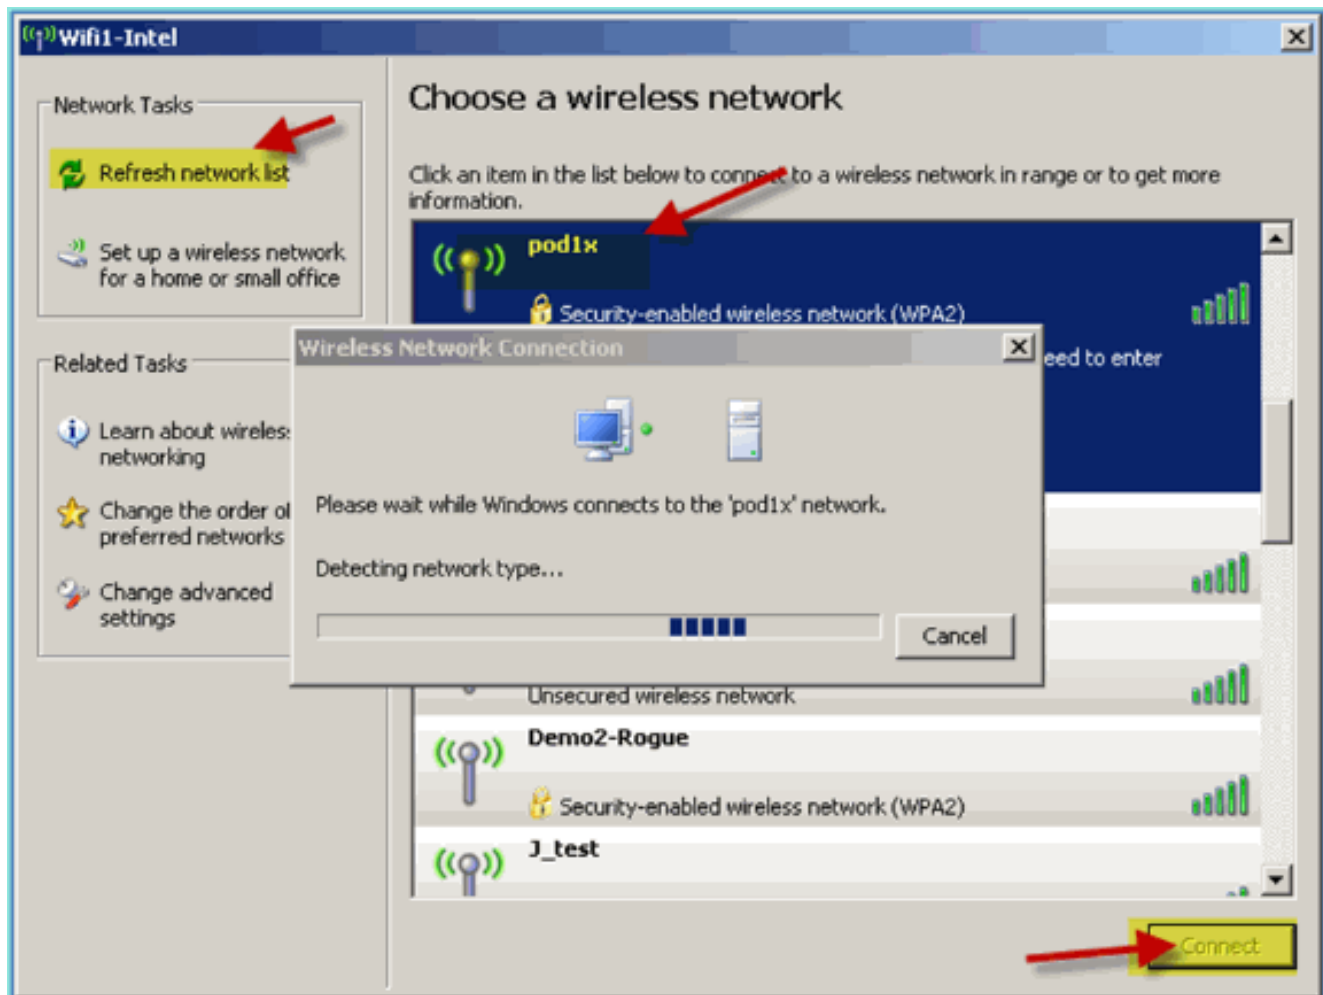 Wifi1-Intel
Network Tasks
Refresh network list
Set up a wireless network
for a home or small office
Related Tasks
Learn about
networking
Change the order
preferred networks
Change advanced
settings
Choose a wireless network
Click an item in the list below to connect to a wireless network in range or to get more
information.
pod1x
Security-enabled wireless network (WPA2)
to enter
Wireless Network Connection
Please wait while Windows connects to the 'pod1x' network.
Detecting network type...
Cancel
Unsecured wireless network
Demo2-Rogue
Security-enabled wireless network (WPA2)
J_test
Connect